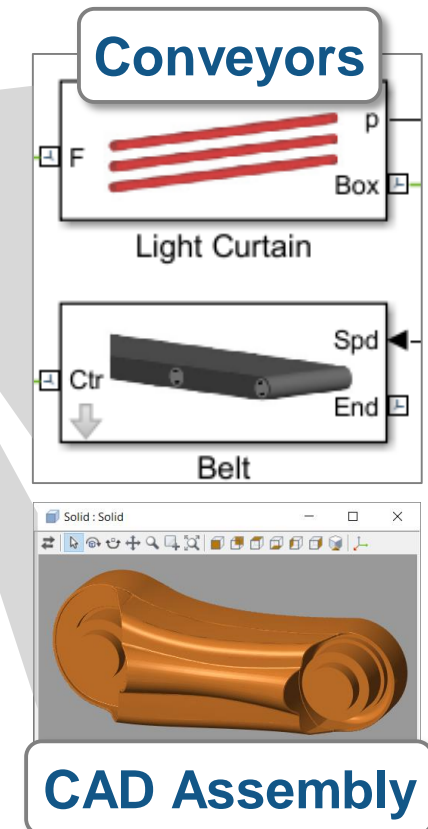 Conveyors
F
p
Box
Light Curtain
Ctr
Spd
End
Belt
Solid : Solid
CAD Assembly